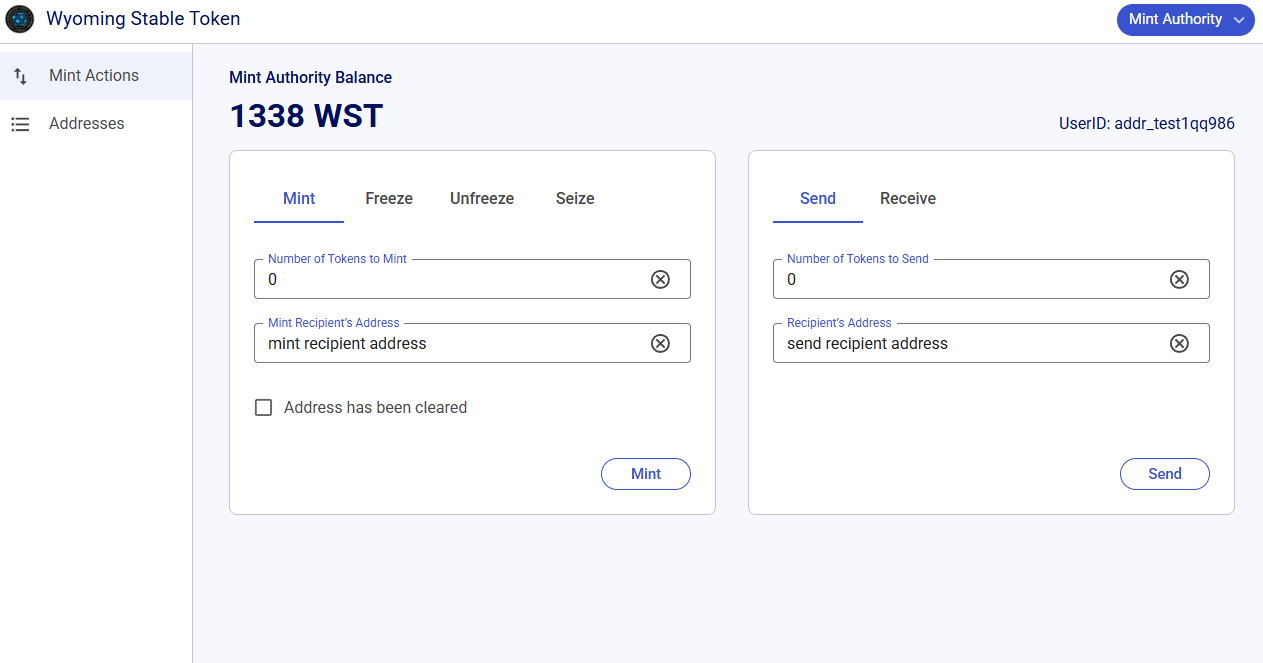 Wyoming Stable Token
Mint Authority
Mint Actions
Addresses
Mint Authority Balance
1338 WST
UserID: addr_test1qq986
Mint Freeze Unfreeze Seize
Number of Tokens to Mint
0
Mint Recipient's Address
mint recipient address
Address has been cleared
Mint
Send Receive
Number of Tokens to Send
0
Recipient's Address
send recipient address
Send